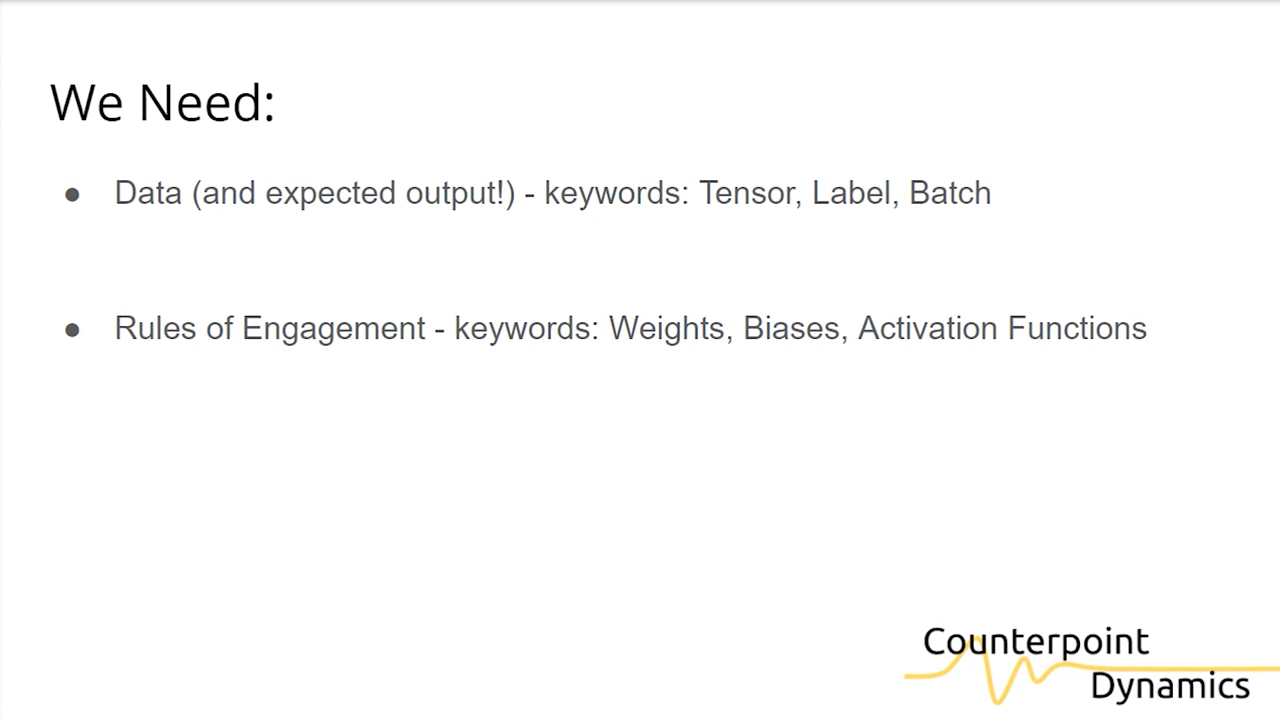 We Need:
● Data (and expected output!) - keywords: Tensor, Label, Batch
● Rules of Engagement - keywords: Weights, Biases, Activation Functions
Counterpoint
Dynamics